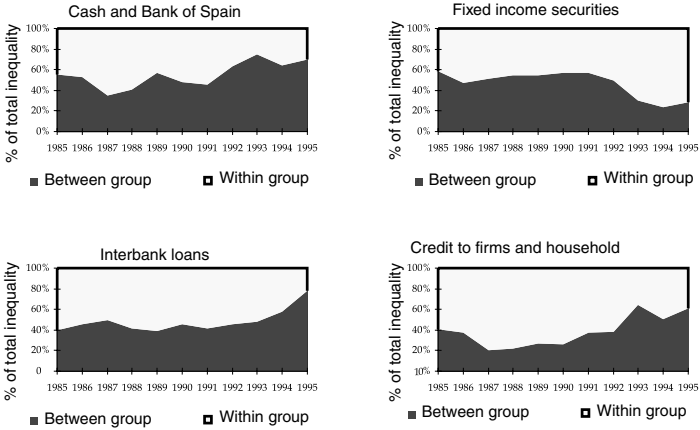 Cash and Bank of Spain
% of total inequality
100%
80%
60%
40%
20%
0%
1985 1986 1987 1988 1989 1990 1991 1992 1993 1994 1995
Between group Within group
Fixed income securities
% of total inequality
100%
80%
60%
40%
20%
0%
1985 1986 1987 1988 1989 1990 1991 1992 1993 1994 1995
Between group Within group
Interbank loans
% of total inequality
100%
80%
60%
40%
20%
0
1985 1986 1987 1988 1989 1990 1991 1992 1993 1994 1995
Between group Within group
Credit to firms and household
% of total inequality
100%
80%
60%
40%
20%
10%
1985 1986 1987 1988 1989 1990 1991 1992 1993 1994 1995
Between group Within group